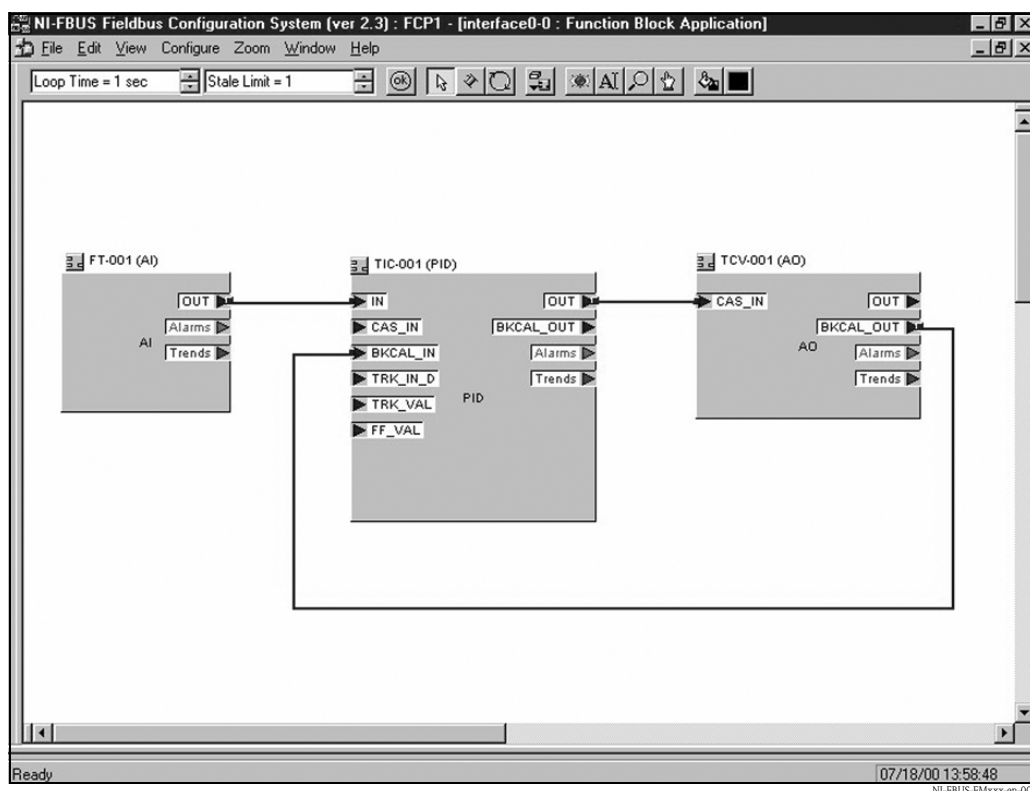 NI-FBUS Fieldbus Configuration System (ver 2.3) : FCP1 - [interface0-0 : Function Block Application]
File Edit View Configure Zoom Window Help
Loop Time = 1 sec Stale Limit = 1 OK AI
FT-001 (AI)
OUT
Alarms
Trends
AI
TIC-001 (PID)
IN
CAS_IN
BKCAL_IN
TRK_IN_D
TRK_VAL
FF_VAL
OUT
BKCAL_OUT
Alarms
Trends
PID
TCV-001 (AO)
CAS_IN
OUT
BKCAL_OUT
Alarms
Trends
AO
Ready 07/18/00 13:58:48